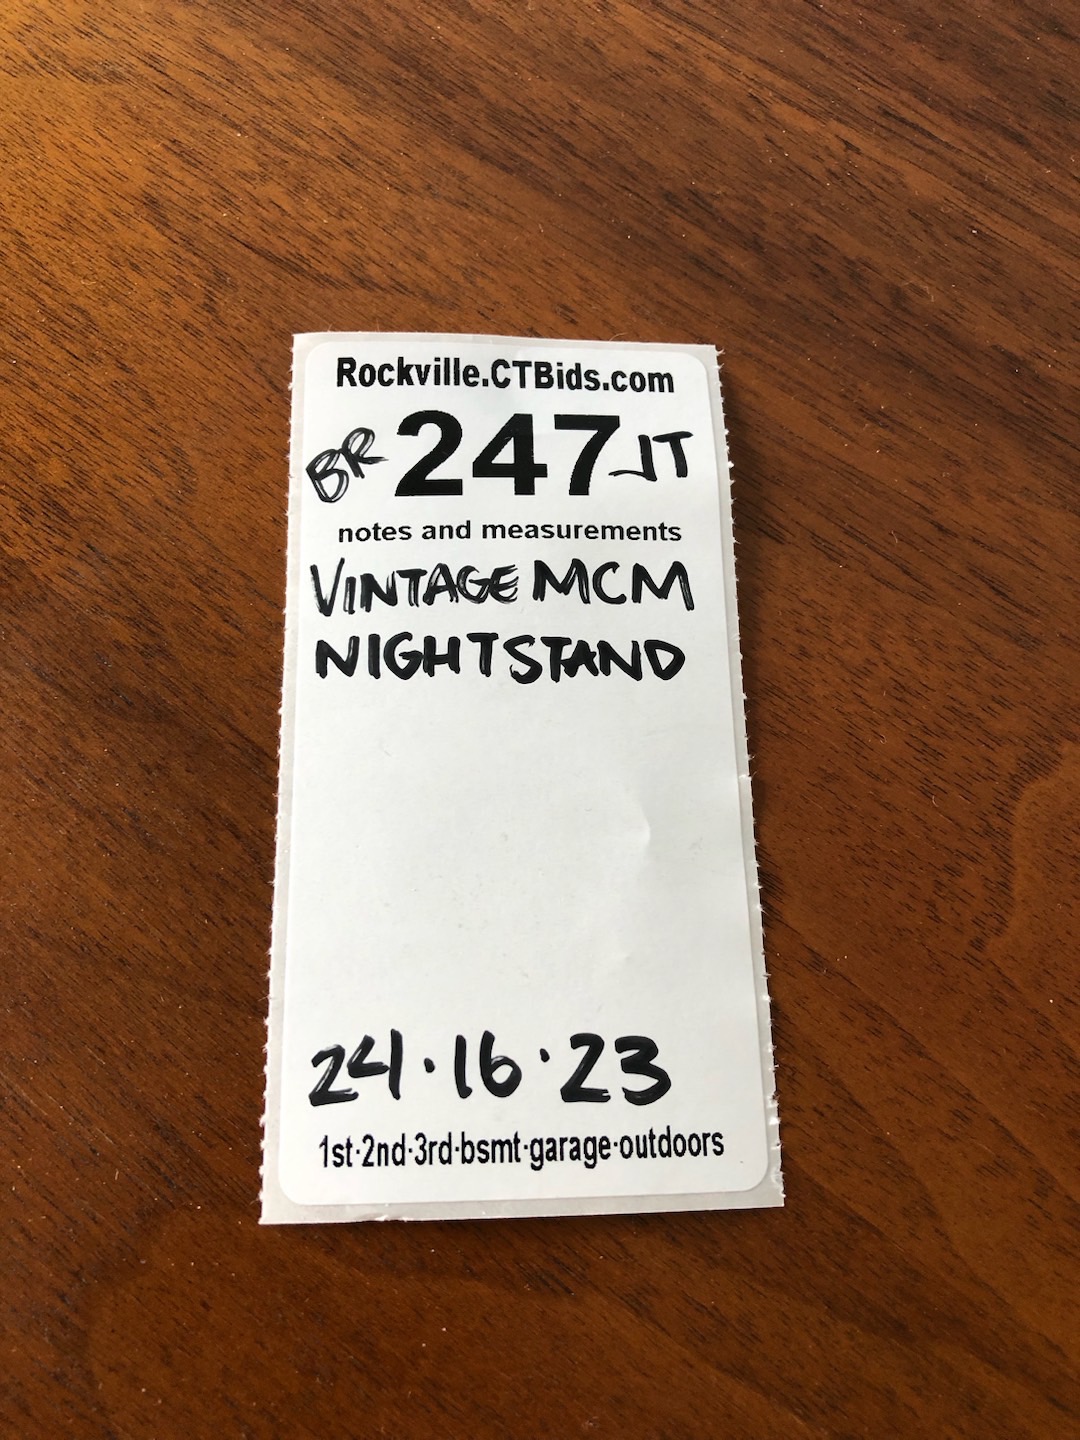 Rockville.CTBids.com
BR 247 JT
notes and measurements
VINTAGE MCM
NIGHTSTAND
24·16·23
1st·2nd·3rd·bsmt·garage·outdoors